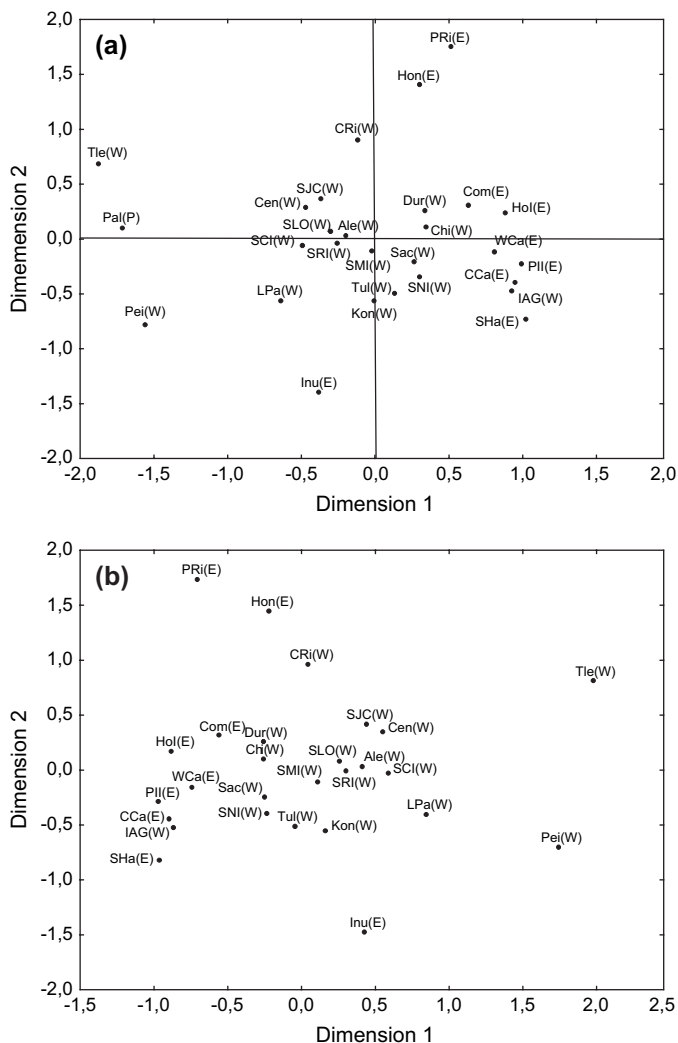 2,0
(a)
PRi(E)
1,5
Hon(E)
1,0
CRi(W)
Tle(W)
0,5
SJC(W)
Cen(W)
Dur(W)
Com(E)
Hol(E)
Pal(P)
SLO(W)
Ale(W)
Chi(W)
0,0
SCI(W)
SRI(W)
SMI(W)
Sac(W)
WCa(E)
PII(E)
CCa(E)
SNI(W)
IAG(W)
LPa(W)
Tul(W)
Kon(W)
SHa(E)
-0,5
Pei(W)
-1,0
Inu(E)
-1,5
-2,0
Dimemension 2
-2,0 -1,5 -1,0 -0,5 0,0 0,5 1,0 1,5 2,0
Dimension 1
2,0
(b)
PRi(E)
1,5
Hon(E)
1,0
CRi(W)
Tle(W)
0,5
SJC(W)
Cen(W)
Com(E)
Dur(W)
Hol(E)
Chi(W)
SLO(W)
Ale(W)
0,0
SMI(W)
SRI(W)
SCI(W)
WCa(E)
PII(E)
Sac(W)
CCa(E)
SNI(W)
LPa(W)
-0,5
IAG(W)
Tul(W)
Kon(W)
Pei(W)
SHa(E)
-1,0
Inu(E)
-1,5
-2,0
Dimension 2
-1,5 -1,0 -0,5 0,0 0,5 1,0 1,5 2,0 2,5
Dimension 1